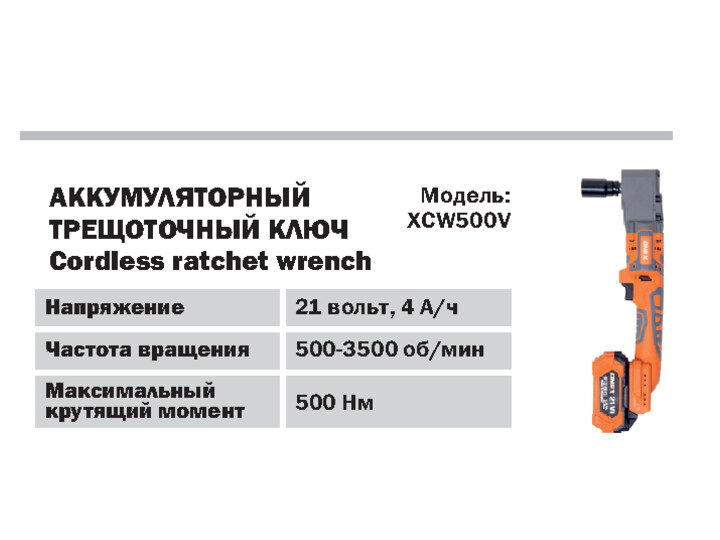 АККУМУЛЯТОРНЫЙ
ТРЕЩОТОЧНЫЙ КЛЮЧ
Cordless ratchet wrench
Модель:
XCW500V
Напряжение
21 вольт, 4 А/ч
Частота вращения
500-3500 об/мин
Максимальный
крутящий момент
500 Нм